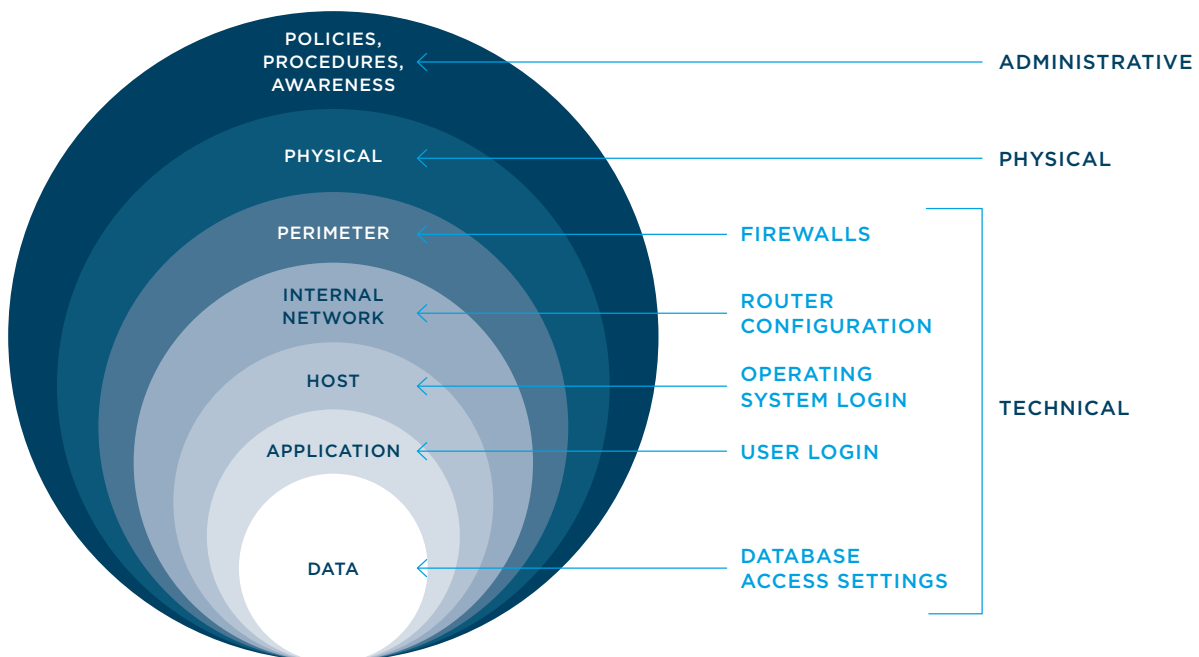 POLICIES,
PROCEDURES,
AWARENESS
ADMINISTRATIVE
PHYSICAL
PHYSICAL
PERIMETER
FIREWALLS
INTERNAL
NETWORK
ROUTER
CONFIGURATION
HOST
OPERATING
SYSTEM LOGIN
TECHNICAL
APPLICATION
USER LOGIN
DATA
DATABASE
ACCESS SETTINGS